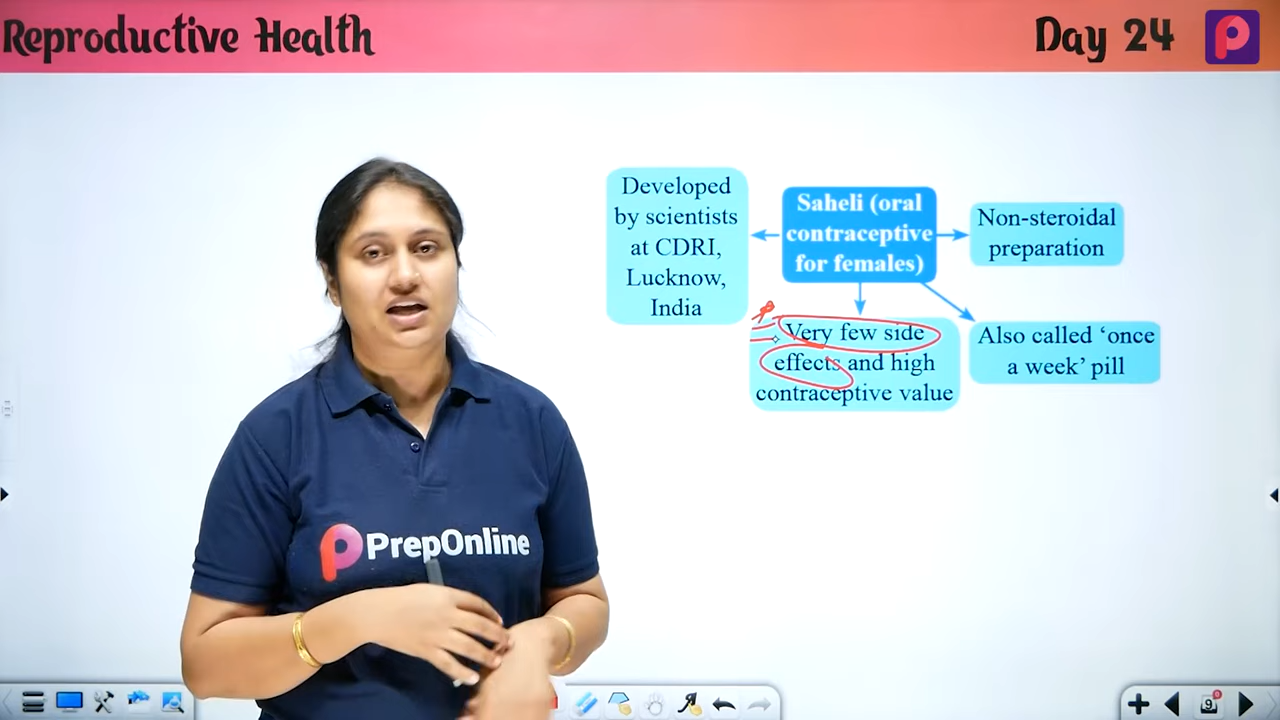 Reproductive Health
Day 24
Developed
by scientists
at CDRI,
Lucknow,
India
Saheli (oral
contraceptive
for females)
Non-steroidal
preparation
Very few side
effects and high
contraceptive value
Also called ‘once
a week’ pill
PrepOnline
9